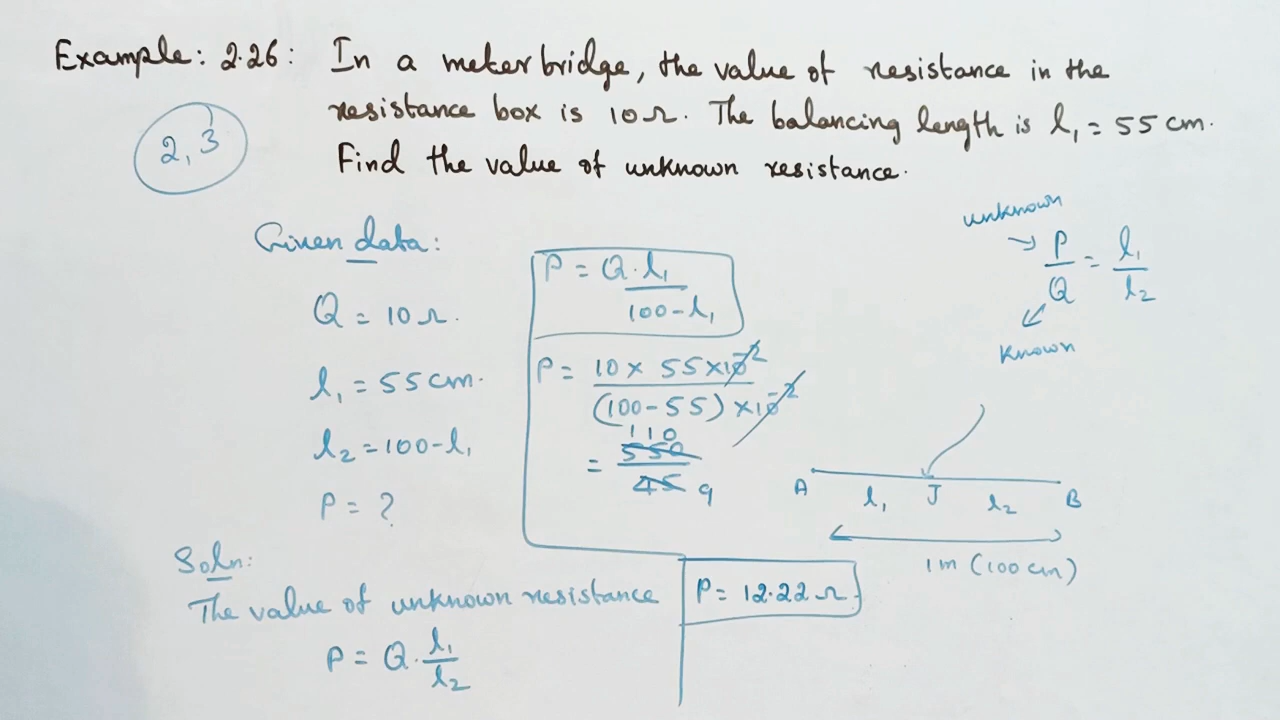 Example: 2.26: In a meter bridge, the value of resistance in the
resistance box is 10Ω. The balancing length is l₁ = 55 cm.
Find the value of unknown resistance.
2, 3
Given data:
Q = 10Ω.
l₁ = 55 cm.
l₂ = 100 - l₁
P = ?
Soln:
The value of unknown resistance
P = Q · l₁/l₂
P = Q · l₁/(100 - l₁)
P = 10 × 55 × 10⁻²/(100 - 55) × 10⁻²
110
= 550/45 9
P = 12.22 Ω.
unknown
→ P/Q = l₁/l₂
↙
known
A l₁ J l₂ B
1m (100 cm)